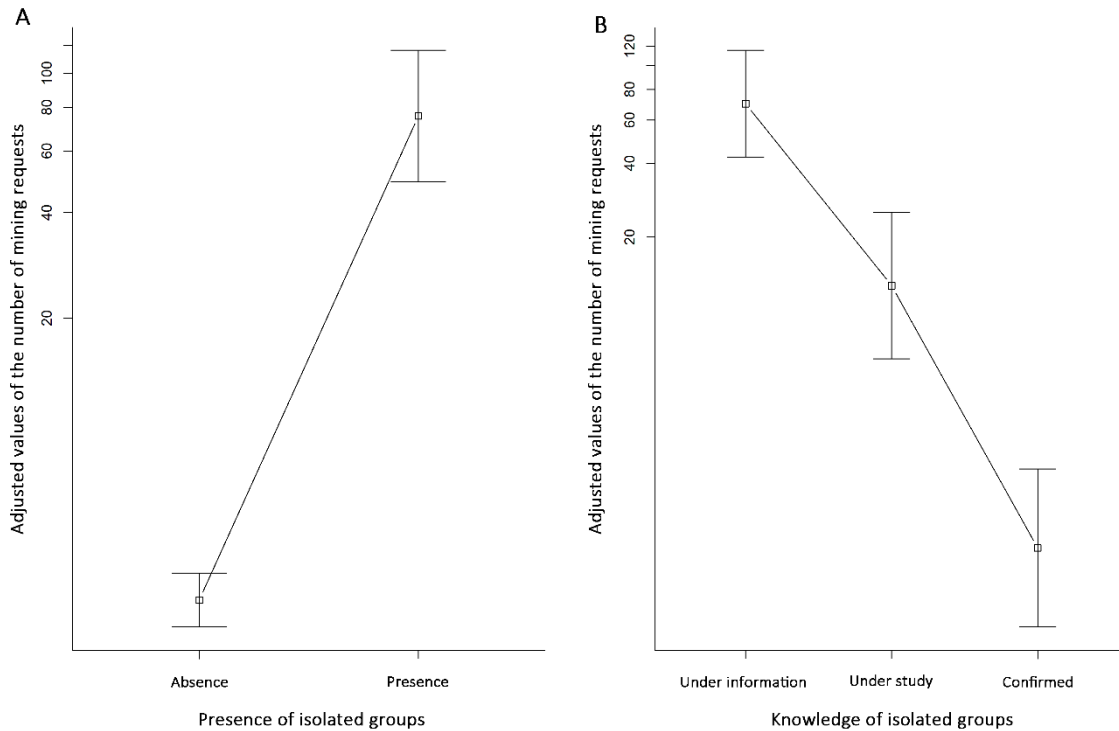 A
Adjusted values of the number of mining requests
100
80
60
40
20
Absence
Presence
Presence of isolated groups
B
Adjusted values of the number of mining requests
120
80
60
40
20
Under information
Under study
Confirmed
Knowledge of isolated groups